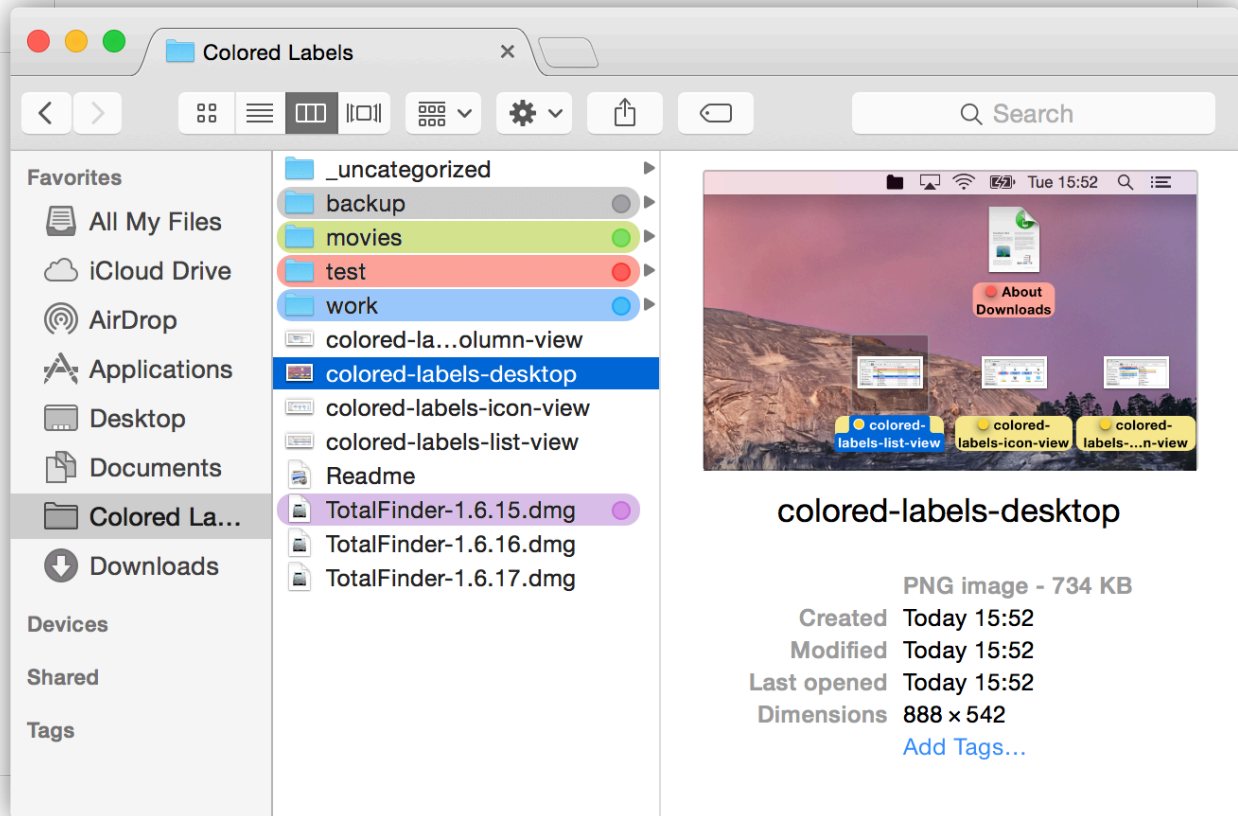 Colored Labels
Search
Favorites
All My Files
iCloud Drive
AirDrop
Applications
Desktop
Documents
Colored La...
Downloads
Devices
Shared
Tags
_uncategorized
backup
movies
test
work
colored-la...olumn-view
colored-labels-desktop
colored-labels-icon-view
colored-labels-list-view
Readme
TotalFinder-1.6.15.dmg
TotalFinder-1.6.16.dmg
TotalFinder-1.6.17.dmg
Tue 15:52
About
Downloads
colored-
labels-list-view
colored-
labels-icon-view
colored-
labels-...n-view
colored-labels-desktop
PNG image - 734 KB
Created Today 15:52
Modified Today 15:52
Last opened Today 15:52
Dimensions 888 × 542
Add Tags...